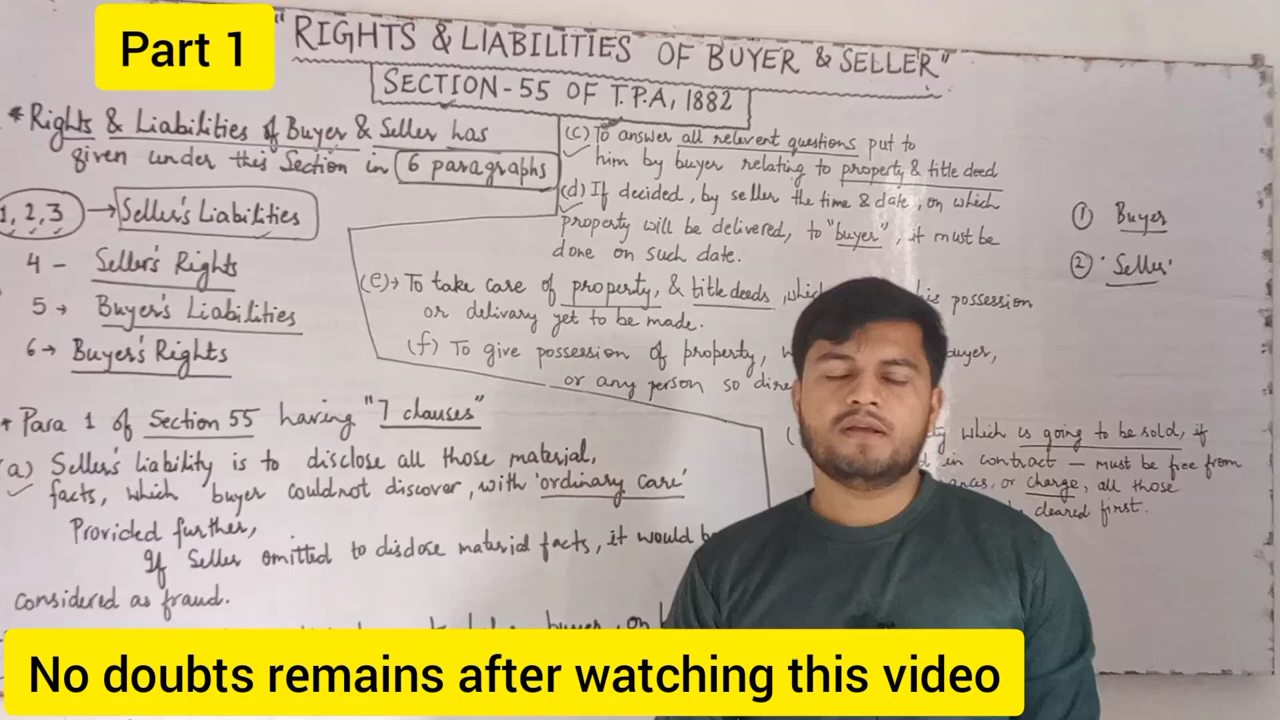 Part 1
"RIGHTS & LIABILITIES OF BUYER & SELLER"
SECTION-55 OF T.P.A, 1882
* Rights & Liabilities of Buyer & Seller has
given under this Section in 6 paragraphs
1, 2, 3 → Seller's Liabilities
4 - Seller's Rights
5 → Buyer's Liabilities
6 → Buyer's Rights
* Para 1 of Section 55 having "7 clauses"
(a) Seller's Liability is to disclose all those material,
facts, which buyer couldnot discover, with 'ordinary care'
Provided further,
If Seller omitted to disclose material facts, it would
considered as fraud.
buyer, on
(c) To answer all relevent questions put to
him by buyer relating to property & title deed
(d) If decided, by seller the time & date, on which
property will be delivered, to "buyer", it must be
done on such date.
(e) → To take care of property, & title deeds, possession
or delivary yet to be made.
(f) To give possession of property, buyer,
or any person so
which is going to be sold, if
in contract — must be free from
or charge, all those
cleared first.
① Buyer
② 'Seller'
No doubts remains after watching this video